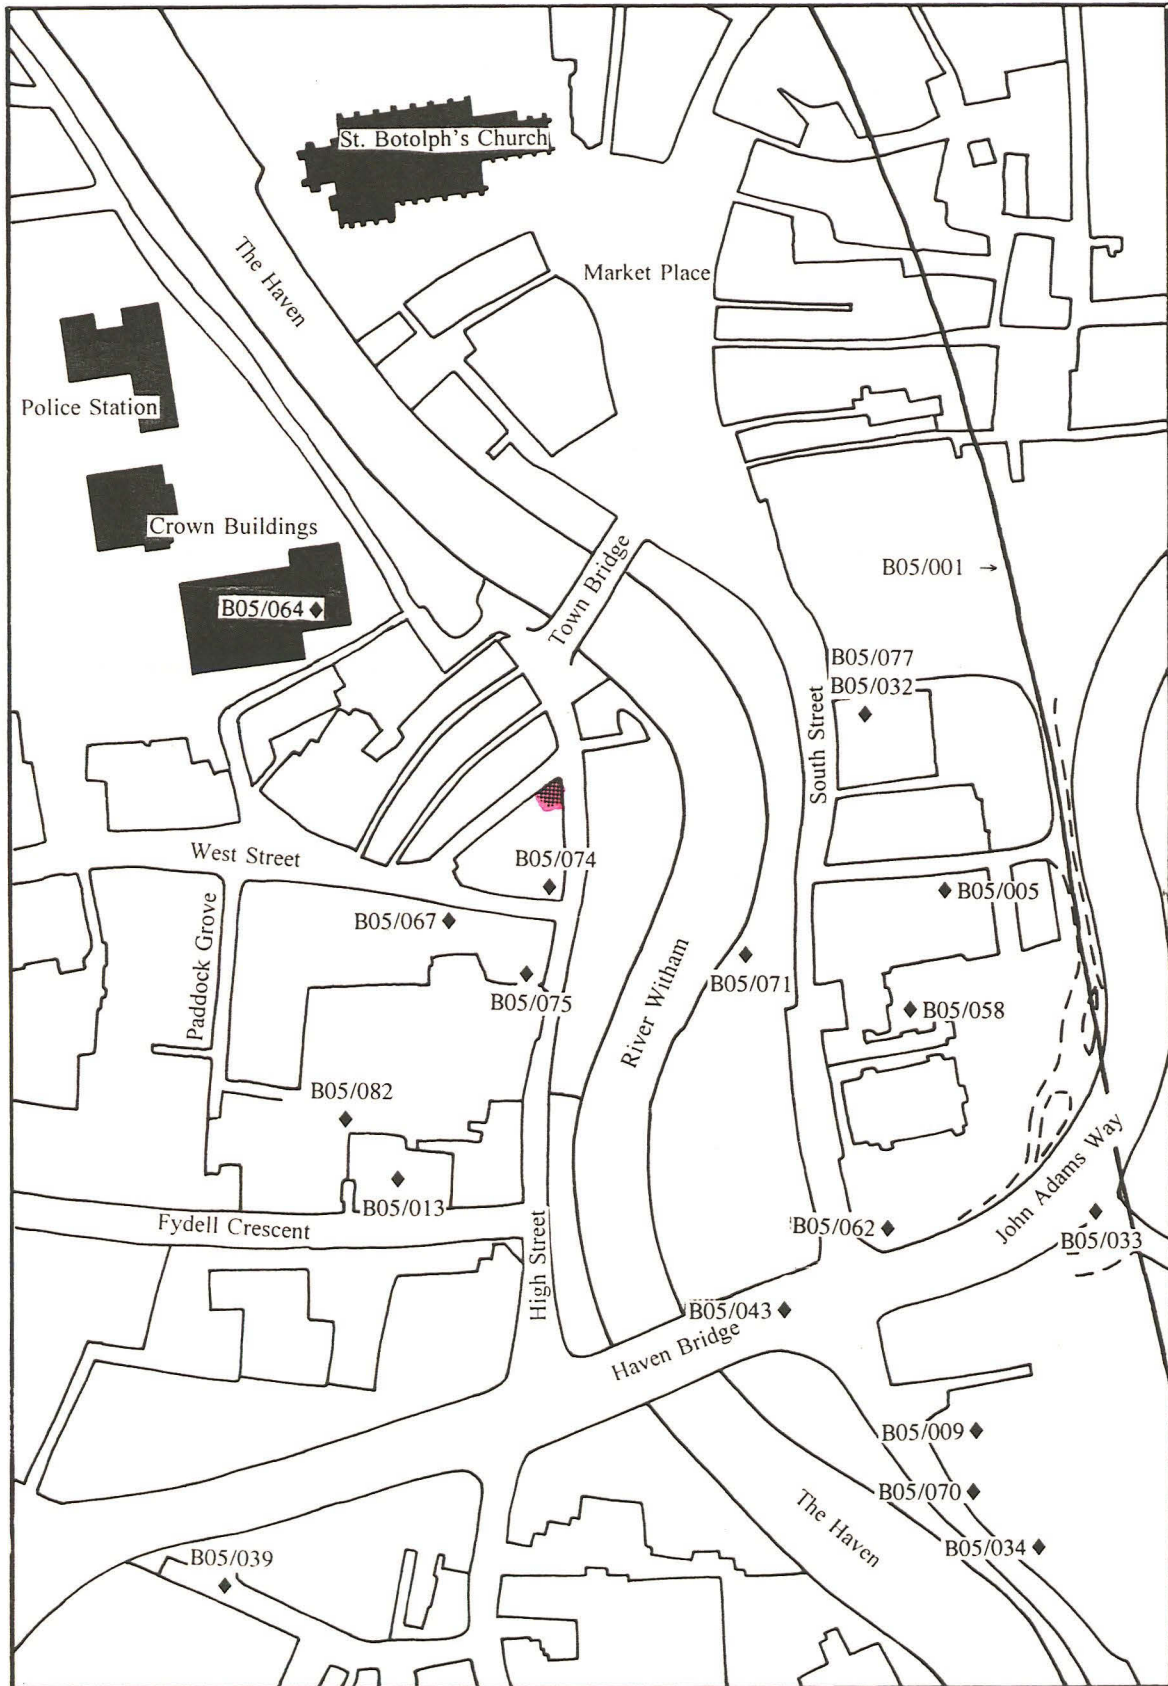 St. Botolph's Church
The Haven
Market Place
Police Station
Crown Buildings
Town Bridge
B05/001 →
B05/064
B05/077
B05/032
South Street
West Street
B05/074
B05/005
B05/067
Paddock Grove
B05/075
B05/071
River Witham
B05/058
B05/082
John Adams Way
B05/013
Fydell Crescent
B05/062
B05/033
High Street
B05/043
Haven Bridge
B05/009
B05/070
The Haven
B05/034
B05/039